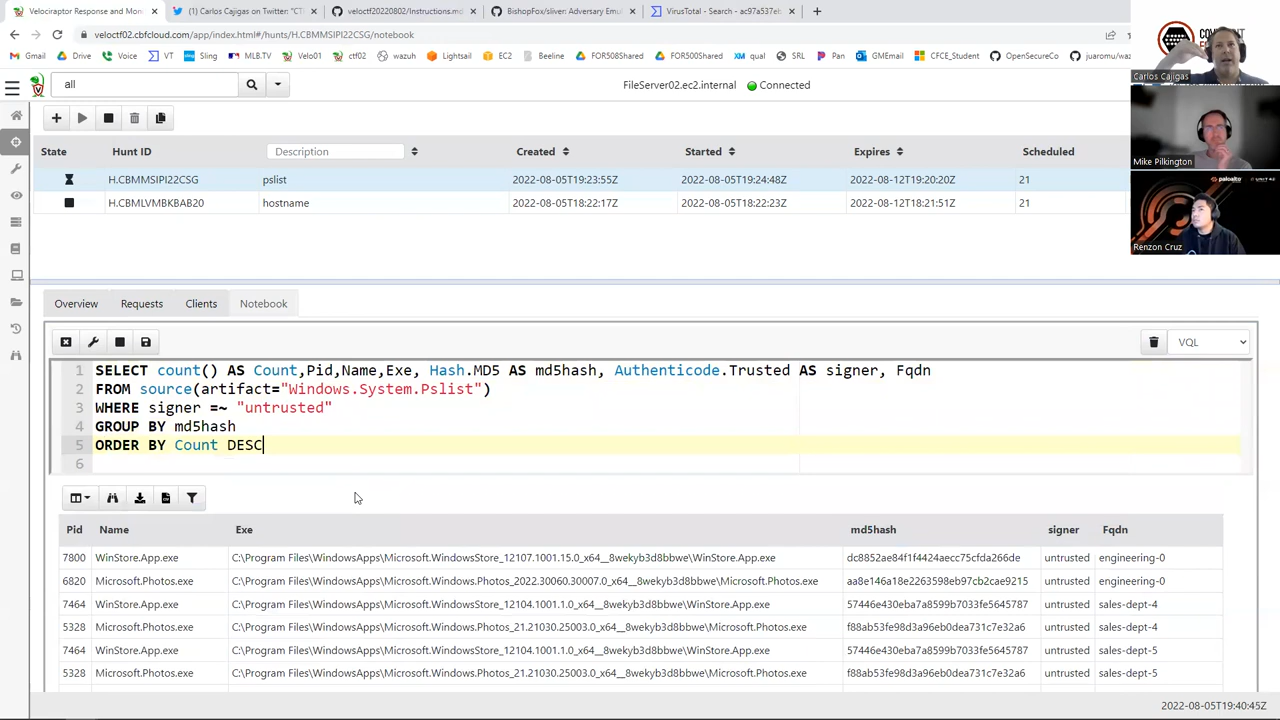 Velociraptor Response and Moni
Carlos Cajigas on Twitter: "CT
veloctf20220802/Instructions.md
BishopFox/sliver: Adversary Emul
VirusTotal - Search - ac97a537eb
veloctf02.cbfcloud.com/app/index.html#/hunts/H.CBMMSIPI22CSG/notebook
Gmail Drive VT Sling MLB.TV Velo01 ctf02 wazuh Lightsail EC2 Beeline FOR508Shared FOR500Shared qual SRL Pan GMEmail CFCE_Student OpenSecureCo juaromu/waz
all
FileServer02.ec2.internal Connected
State Hunt ID Description Created Started Expires Scheduled
H.CBMMSIPI22CSG pslist 2022-08-05T19:23:55Z 2022-08-05T19:24:48Z 2022-08-12T19:20:20Z 21
H.CBMLVMBKBAB20 hostname 2022-08-05T18:22:17Z 2022-08-05T18:22:23Z 2022-08-12T18:21:51Z 21
Carlos Cajigas
Mike Pilkington
paloalto UNIT 42
Renzon Cruz
Overview Requests Clients Notebook
VQL
1 SELECT count() AS Count,Pid,Name,Exe, Hash.MD5 AS md5hash, Authenticode.Trusted AS signer, Fqdn
2 FROM source(artifact="Windows.System.Pslist")
3 WHERE signer =~ "untrusted"
4 GROUP BY md5hash
5 ORDER BY Count DESC
6
Pid Name Exe md5hash signer Fqdn
7800 WinStore.App.exe C:\Program Files\WindowsApps\Microsoft.WindowsStore_12107.1001.15.0_x64__8wekyb3d8bbwe\WinStore.App.exe dc8852ae84f1f4424aecc75cfda266de untrusted engineering-0
6820 Microsoft.Photos.exe C:\Program Files\WindowsApps\Microsoft.Windows.Photos_2022.30060.30007.0_x64__8wekyb3d8bbwe\Microsoft.Photos.exe aa8e146a18e2263598eb97cb2cae9215 untrusted engineering-0
7464 WinStore.App.exe C:\Program Files\WindowsApps\Microsoft.WindowsStore_12104.1001.1.0_x64__8wekyb3d8bbwe\WinStore.App.exe 57446e430eba7a8599b7033fe5645787 untrusted sales-dept-4
5328 Microsoft.Photos.exe C:\Program Files\WindowsApps\Microsoft.Windows.Photos_21.21030.25003.0_x64__8wekyb3d8bbwe\Microsoft.Photos.exe f88ab53fe98d3a96eb0dea731c7e32a6 untrusted sales-dept-4
7464 WinStore.App.exe C:\Program Files\WindowsApps\Microsoft.WindowsStore_12104.1001.1.0_x64__8wekyb3d8bbwe\WinStore.App.exe 57446e430eba7a8599b7033fe5645787 untrusted sales-dept-5
5328 Microsoft.Photos.exe C:\Program Files\WindowsApps\Microsoft.Windows.Photos_21.21030.25003.0_x64__8wekyb3d8bbwe\Microsoft.Photos.exe f88ab53fe98d3a96eb0dea731c7e32a6 untrusted sales-dept-5
2022-08-05T19:40:45Z